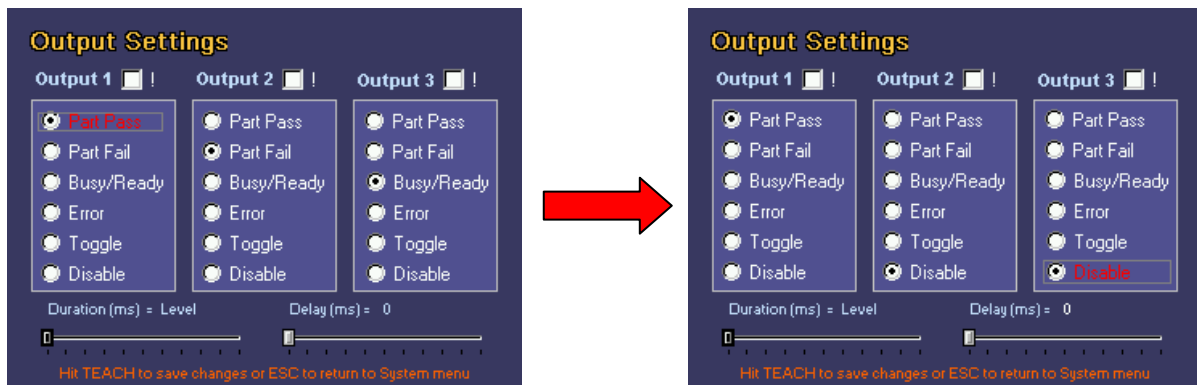 Output Settings
Output 1 ! Output 2 ! Output 3 !
Part Pass Part Pass Part Pass
Part Fail Part Fail Part Fail
Busy/Ready Busy/Ready Busy/Ready
Error Error Error
Toggle Toggle Toggle
Disable Disable Disable
Duration (ms) = Level Delay (ms) = 0
Hit TEACH to save changes or ESC to return to System menu
Output Settings
Output 1 ! Output 2 ! Output 3 !
Part Pass Part Pass Part Pass
Part Fail Part Fail Part Fail
Busy/Ready Busy/Ready Busy/Ready
Error Error Error
Toggle Toggle Toggle
Disable Disable Disable
Duration (ms) = Level Delay (ms) = 0
Hit TEACH to save changes or ESC to return to System menu